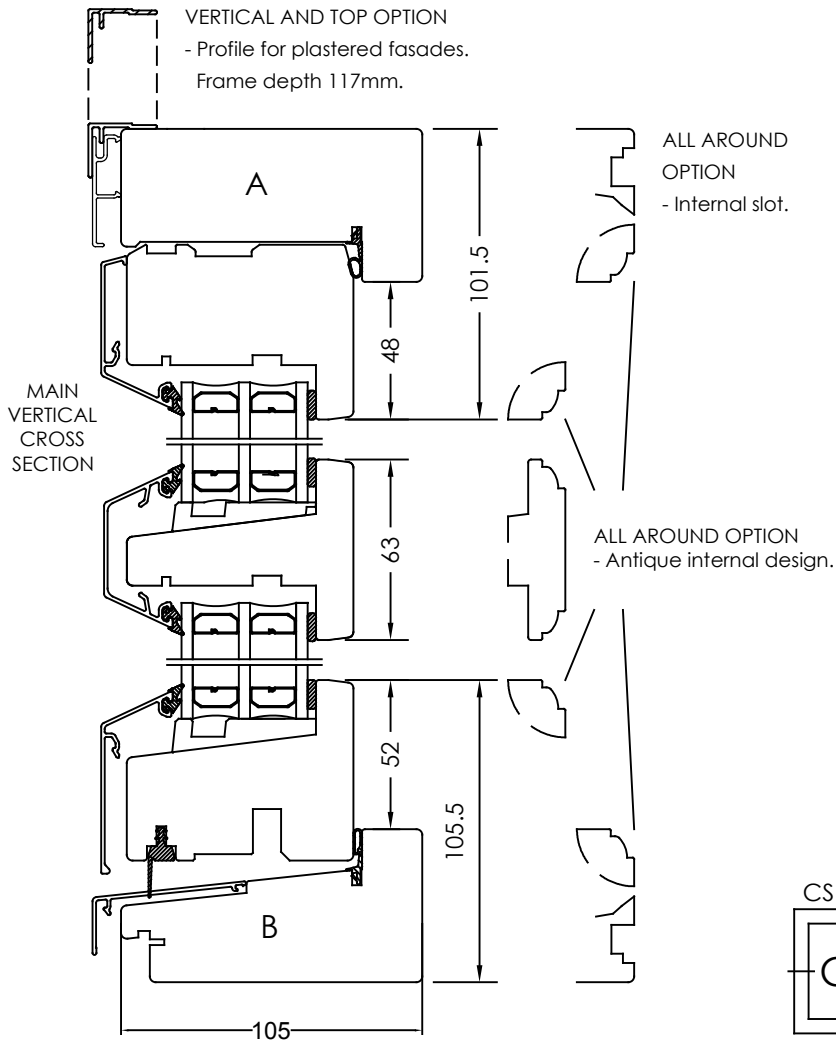 VERTICAL AND TOP OPTION
- Profile for plastered fasades.
Frame depth 117mm.
A
ALL AROUND
OPTION
- Internal slot.
101.5
48
MAIN
VERTICAL
CROSS
SECTION
63
ALL AROUND OPTION
- Antique internal design.
52
105.5
B
CS
105